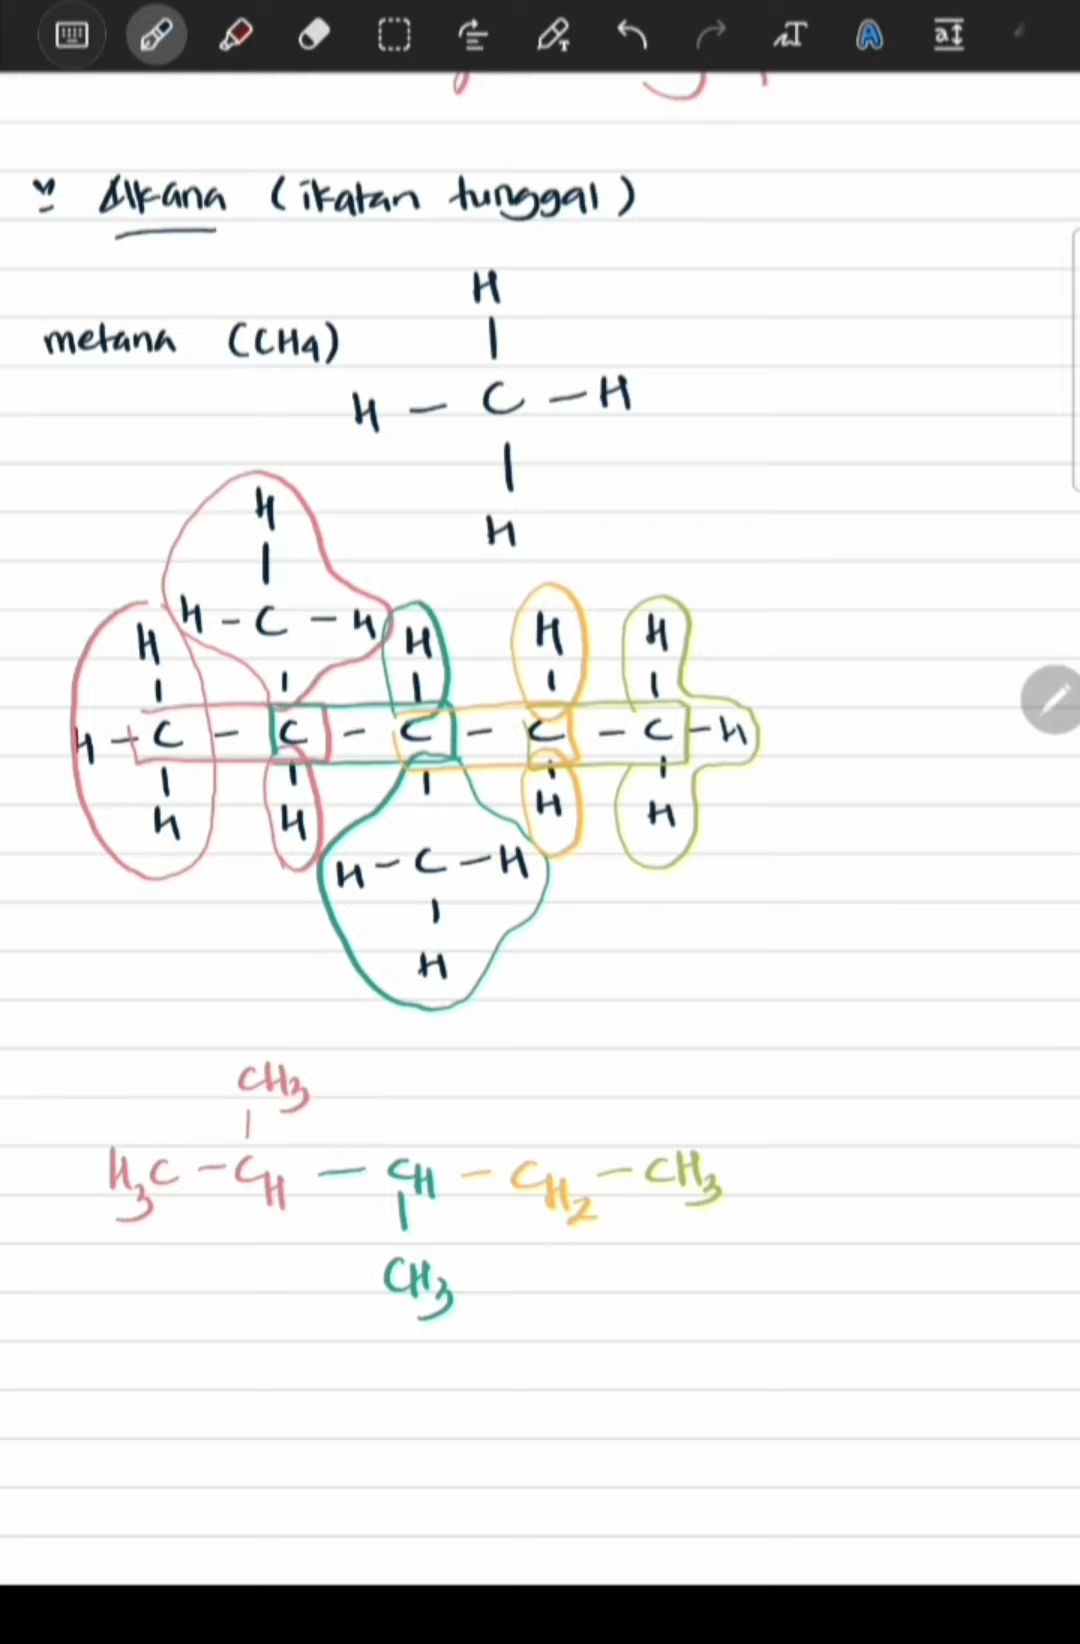 Alkana (ikatan tunggal)
H
|
metana (CH4)
H - C - H
|
H
H
|
H - C - H H H H
H | | | |
| 
H - C - C - C - C - C - H
| | | | |
H H H H
H - C - H
|
H
CH3
|
H3C - CH - CH - CH2 - CH3
|
CH3